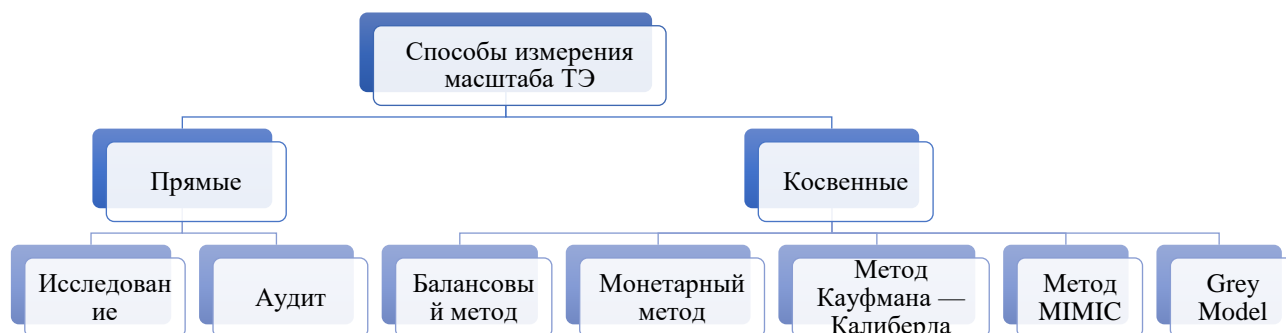 Способы измерения
масштаба ТЭ
Прямые
Косвенные
Исследован
ие
Аудит
Балансовы
й метод
Монетарный
метод
Метод
Кауфмана —
Калиберда
Метод
MIMIC
Grey
Model